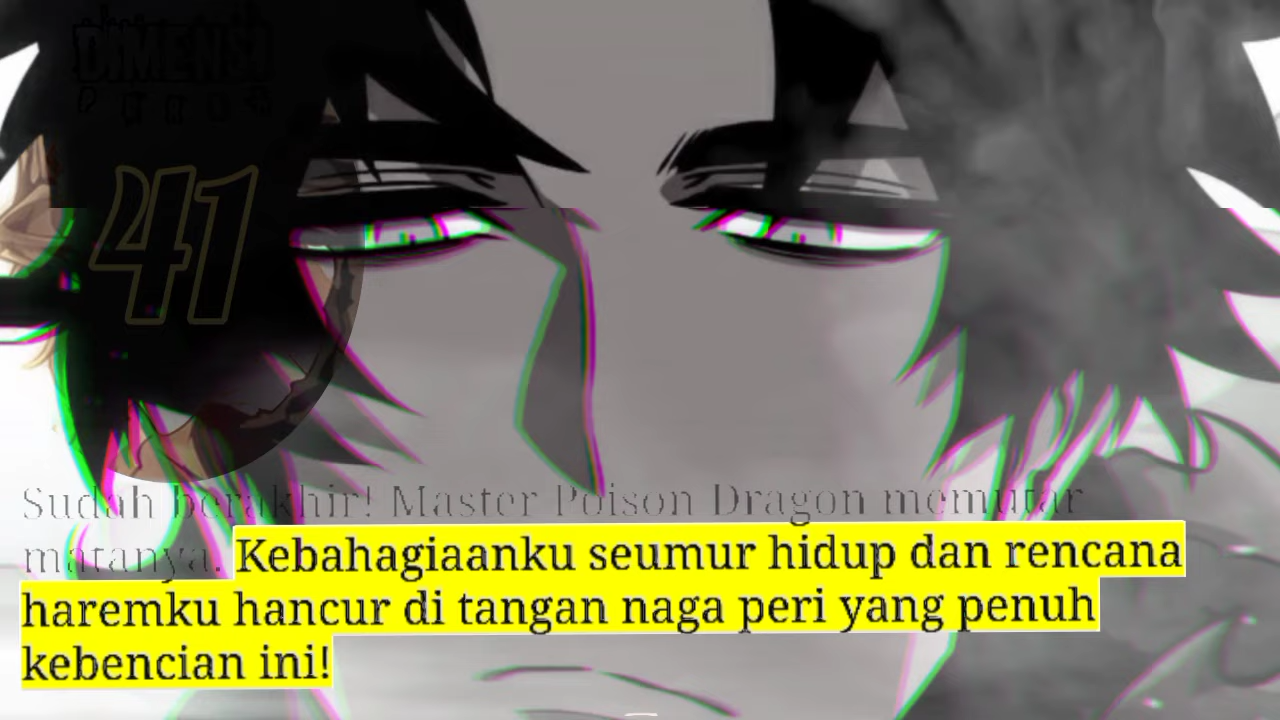 DIMENSI
41
Sudah berakhir! Master Poison Dragon memutar
matanya. Kebahagiaanku seumur hidup dan rencana
haremku hancur di tangan naga peri yang penuh
kebencian ini!